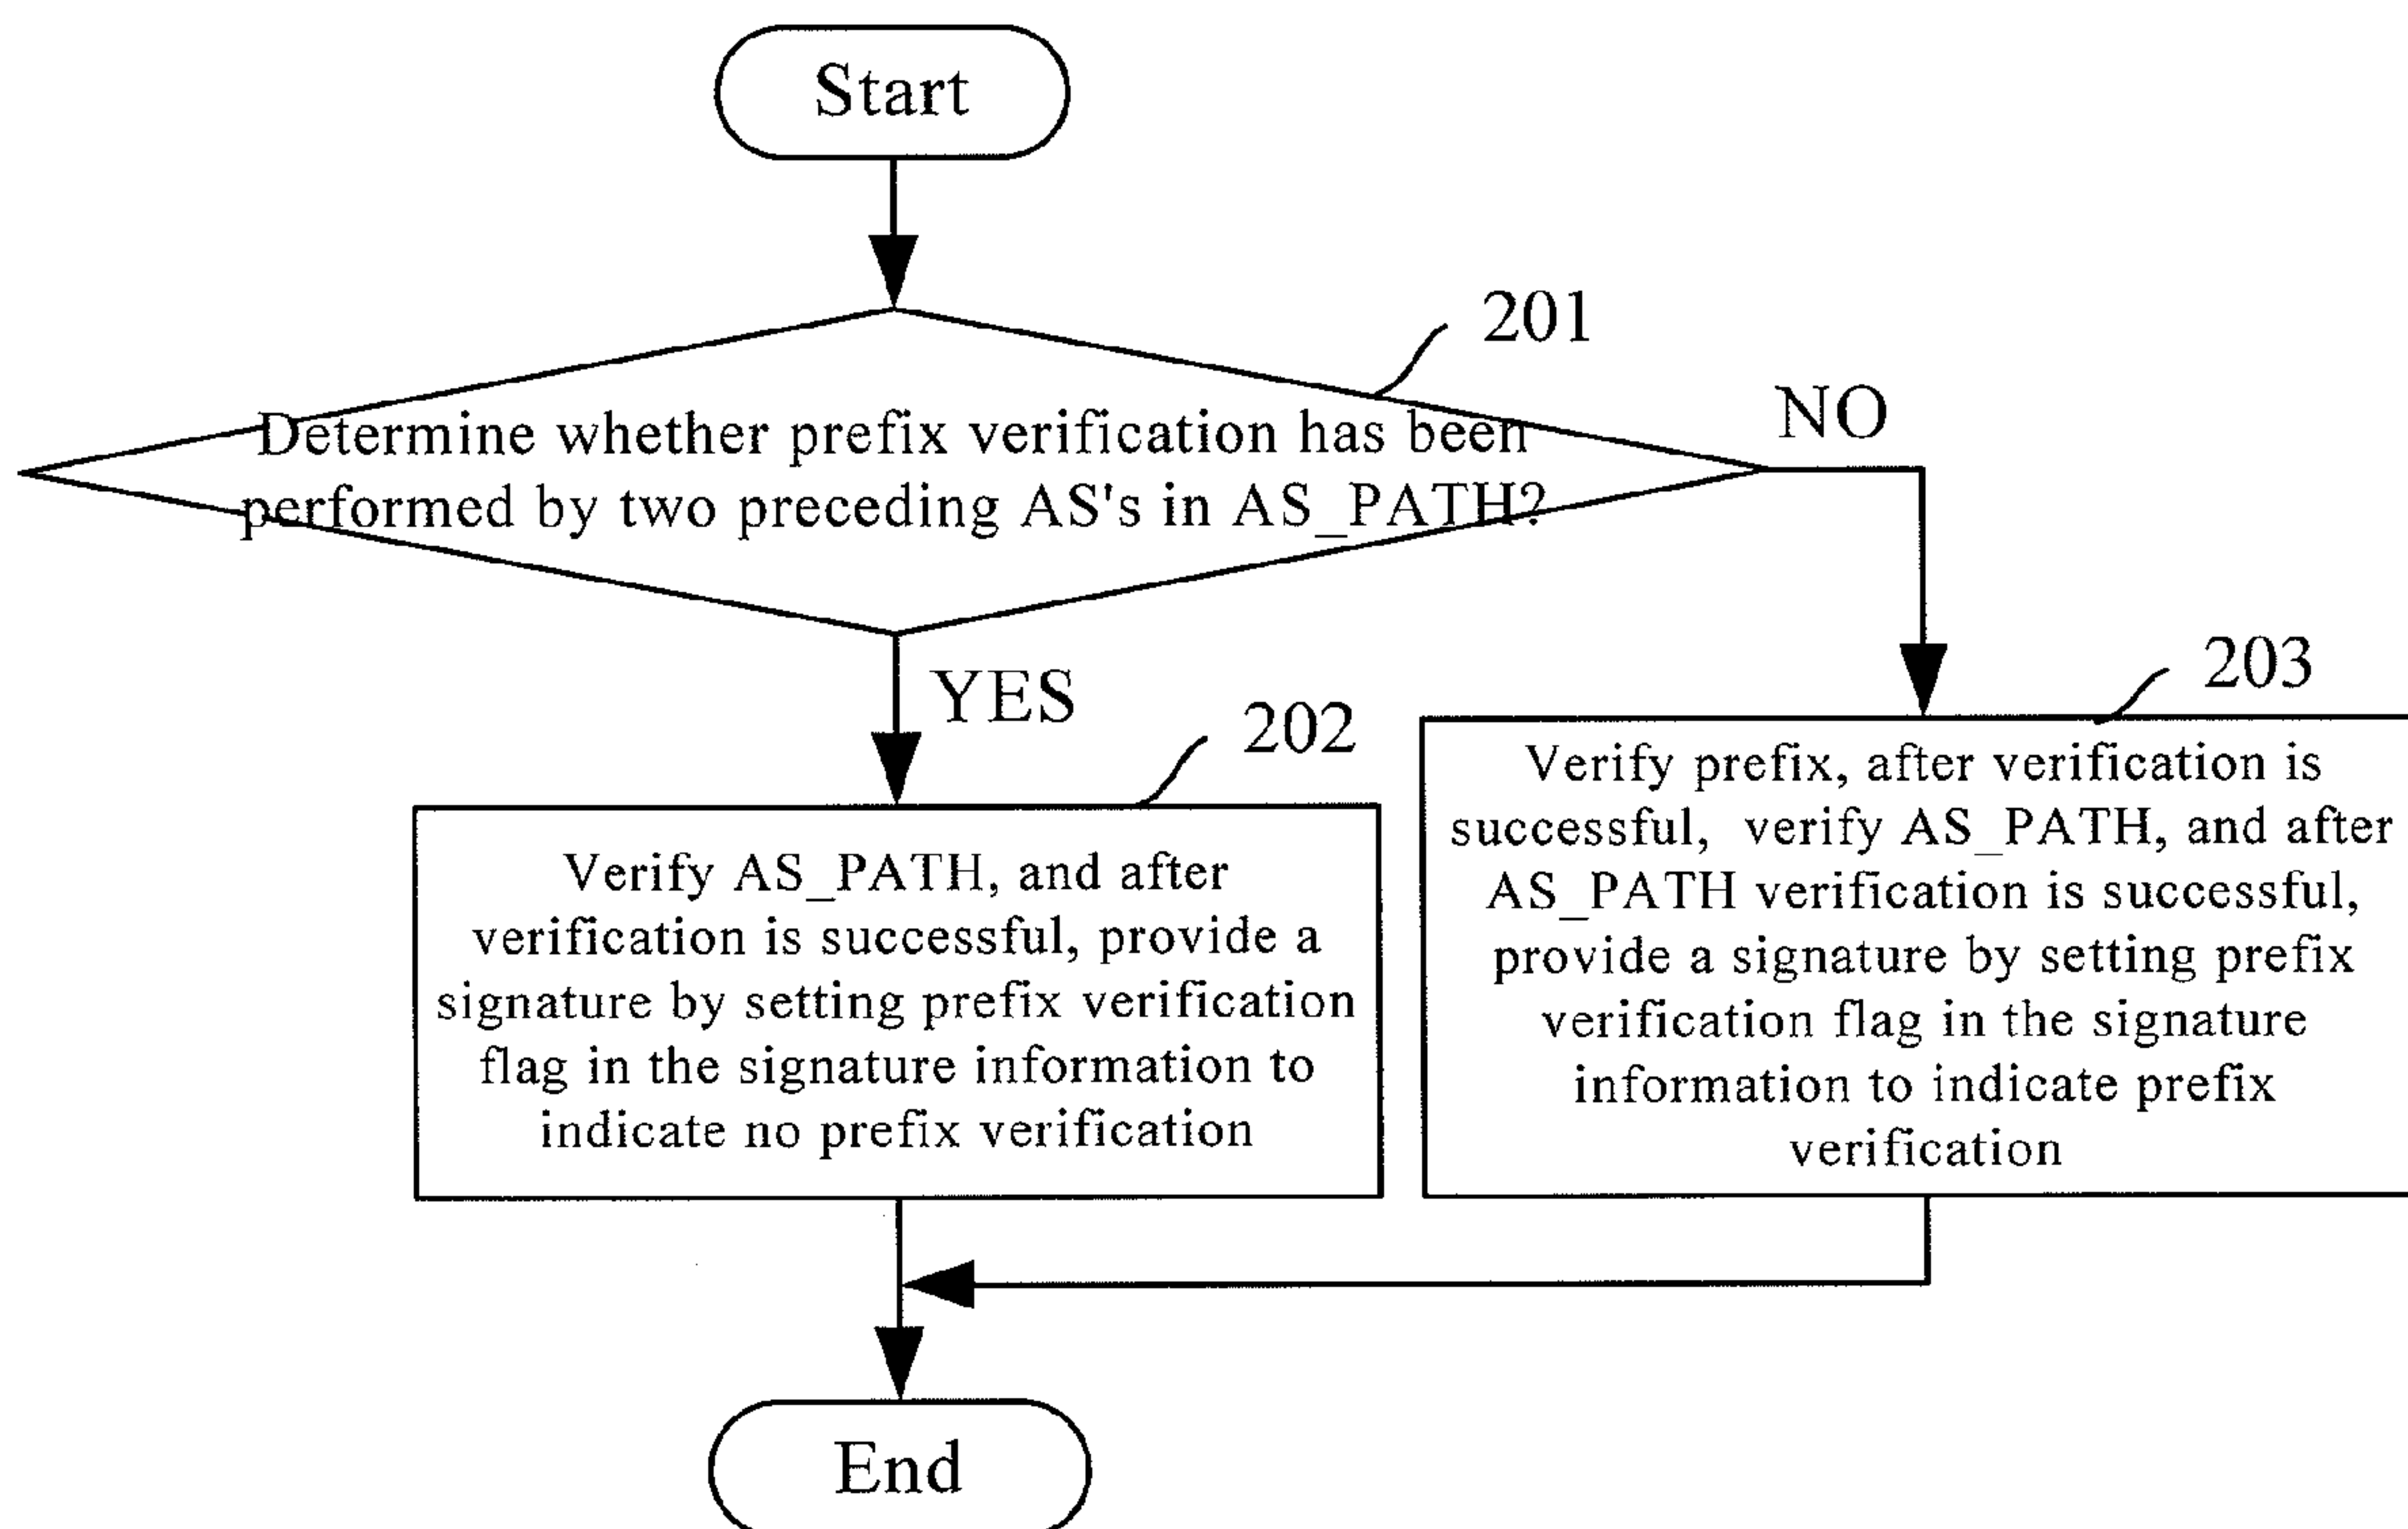 Start
201
Determine whether prefix verification has been
performed by two preceding AS's in AS_PATH?
NO
YES
202
Verify AS_PATH, and after
verification is successful, provide a
signature by setting prefix verification
flag in the signature information to
indicate no prefix verification
203
Verify prefix, after verification is
successful, verify AS_PATH, and after
AS_PATH verification is successful,
provide a signature by setting prefix
verification flag in the signature
information to indicate prefix
verification
End